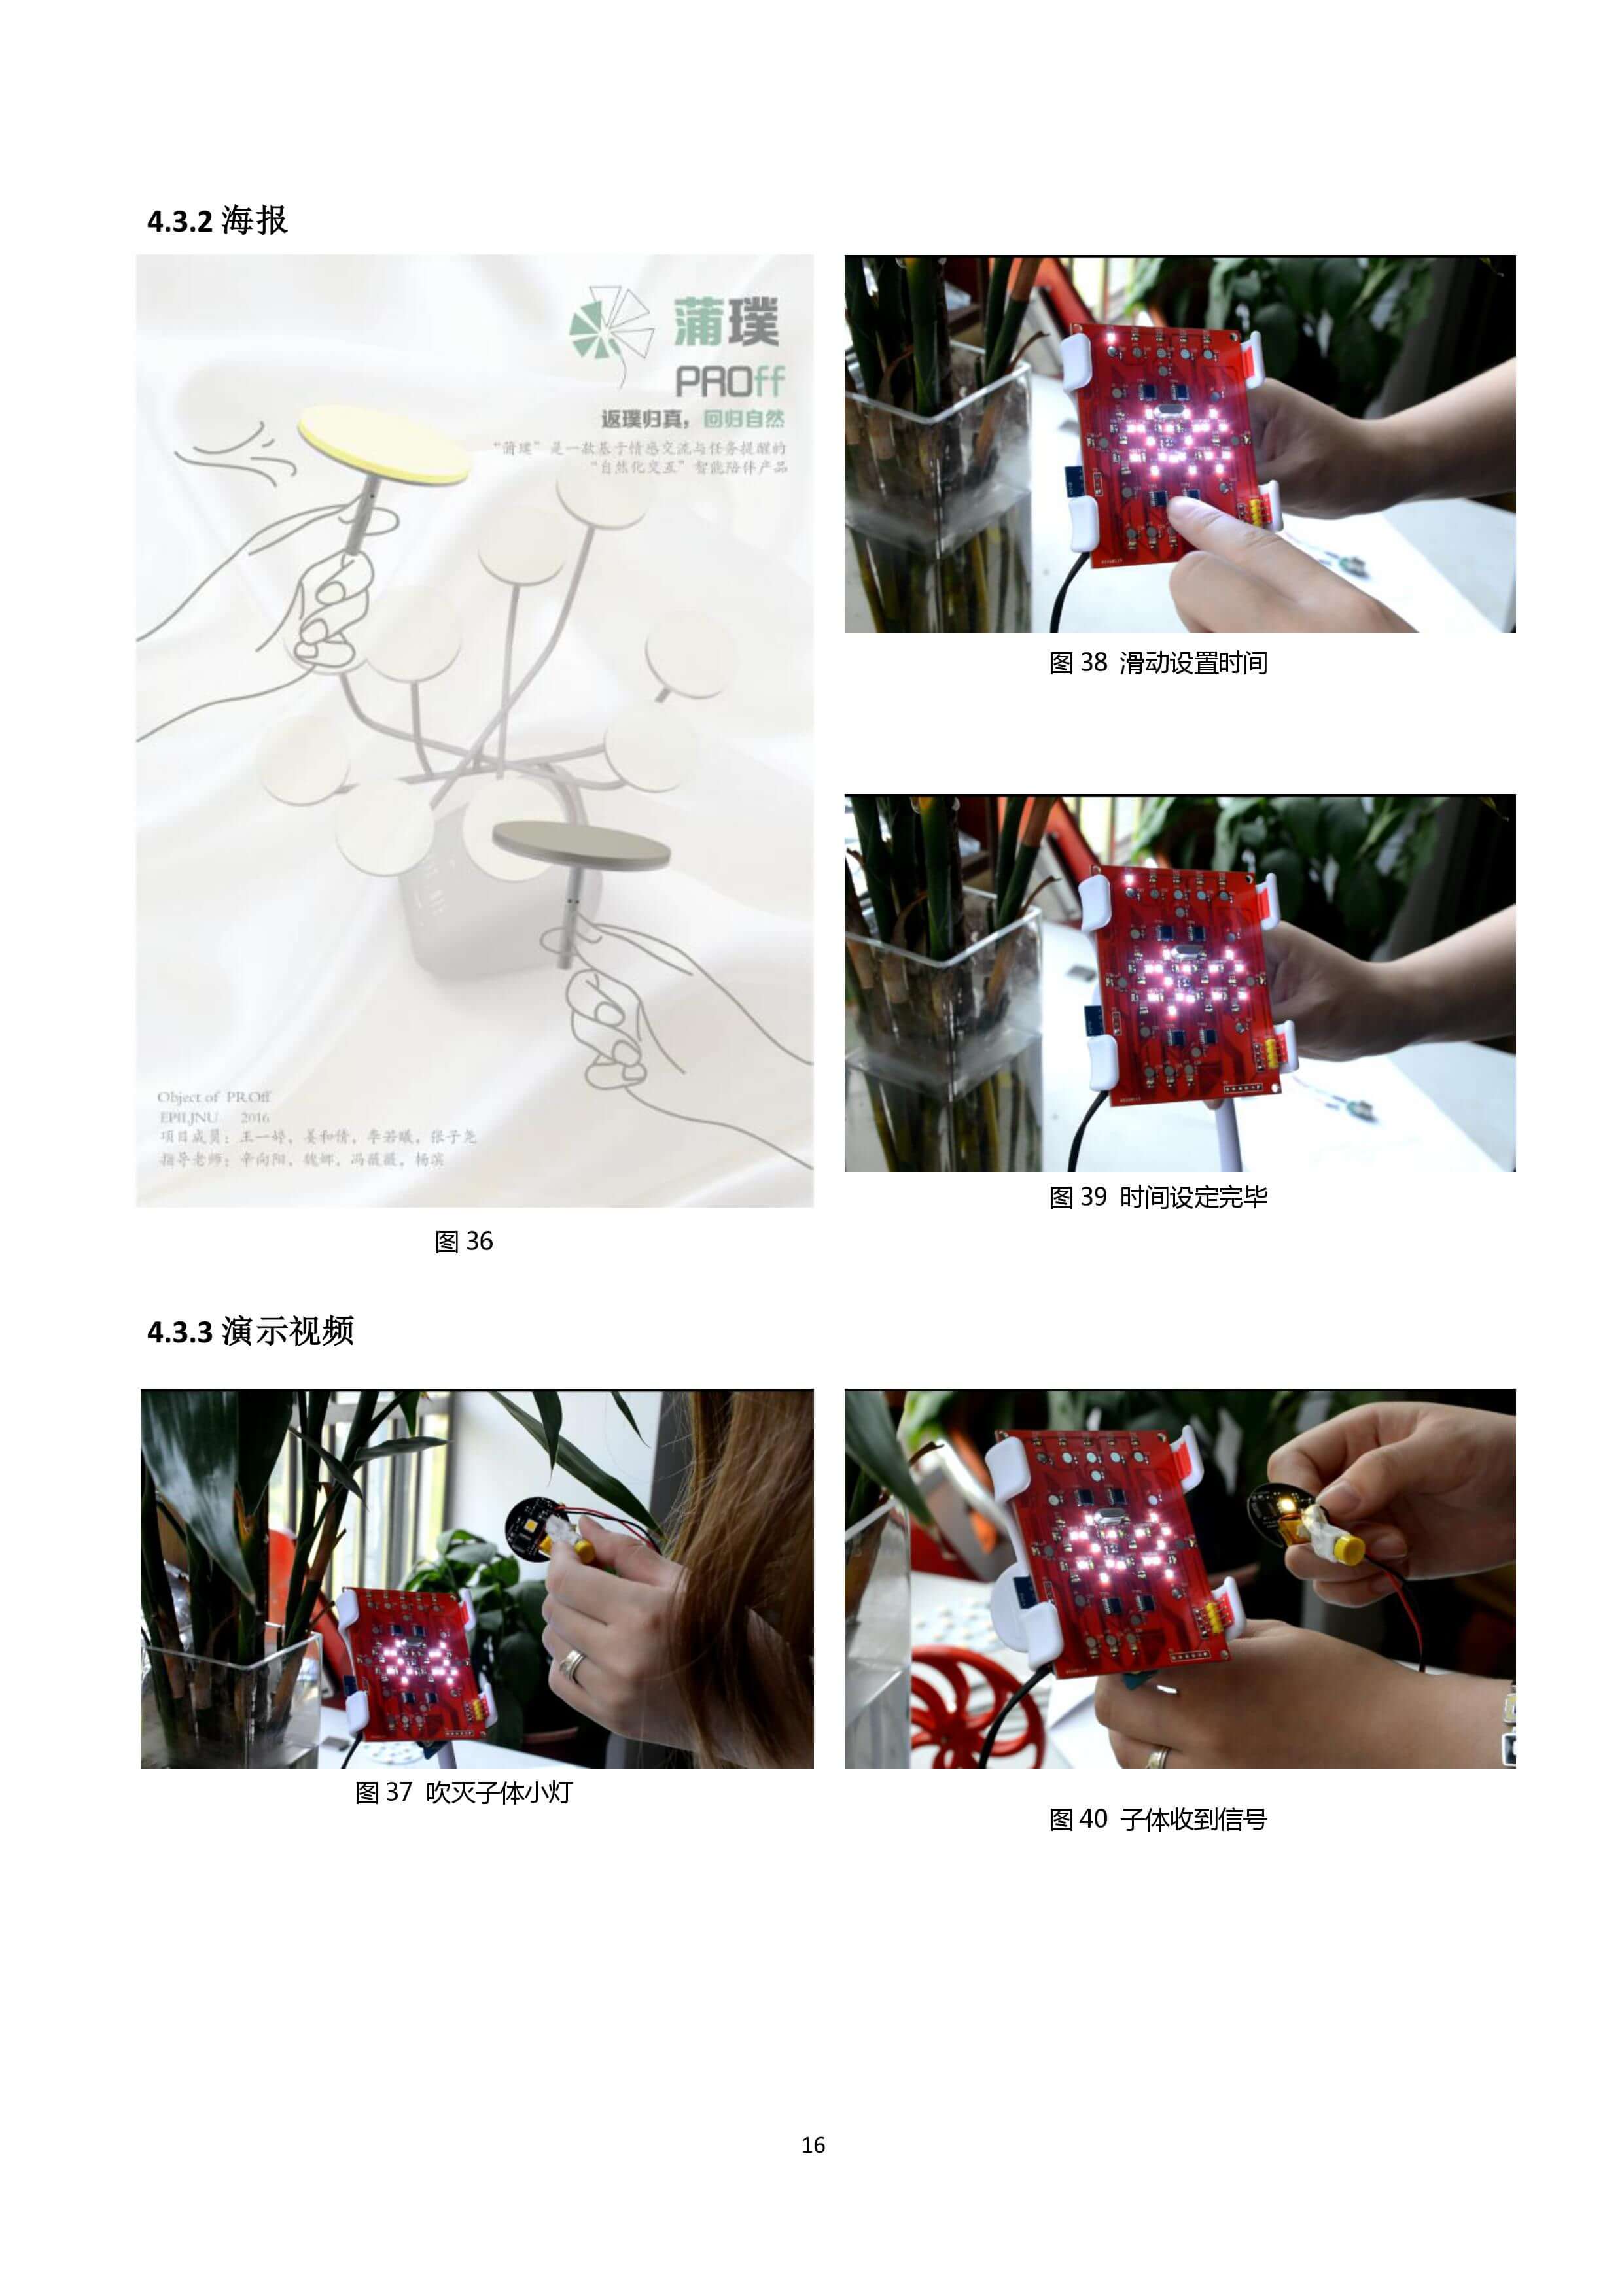 4.3.2 海报
蒲璞
PROff
返璞归真，回归自然
“蒲璞”是一款基于情感交流与任务提醒的
“自然化交互”智能陪伴产品
Object of PROff
EPILJNU 2016
项目成员：王一婷，姜和倩，李若曦，张子尧
指导老师：辛向阳，魏娜，冯薇薇，杨滨
图 36
图 38 滑动设置时间
图 39 时间设定完毕
4.3.3 演示视频
图 37 吹灭子体小灯
图 40 子体收到信号
16